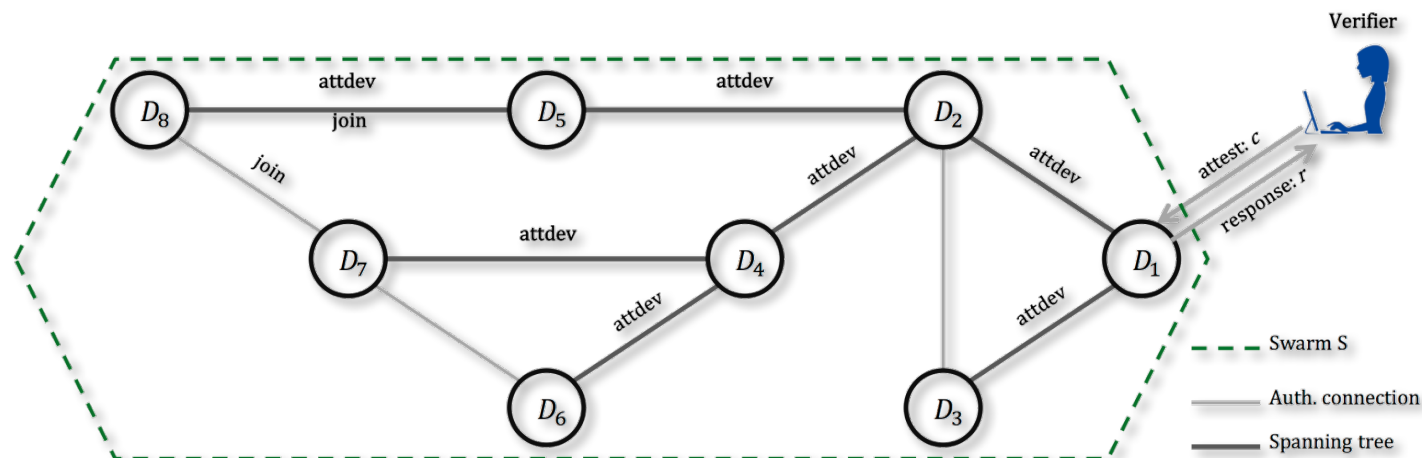 Verifier
attdev
attdev
D8
join
D5
D2
join
attdev
attdev
attest: c
response: r
attdev
D7
D4
D1
attdev
attdev
Swarm S
D6
D3
Auth. connection
Spanning tree